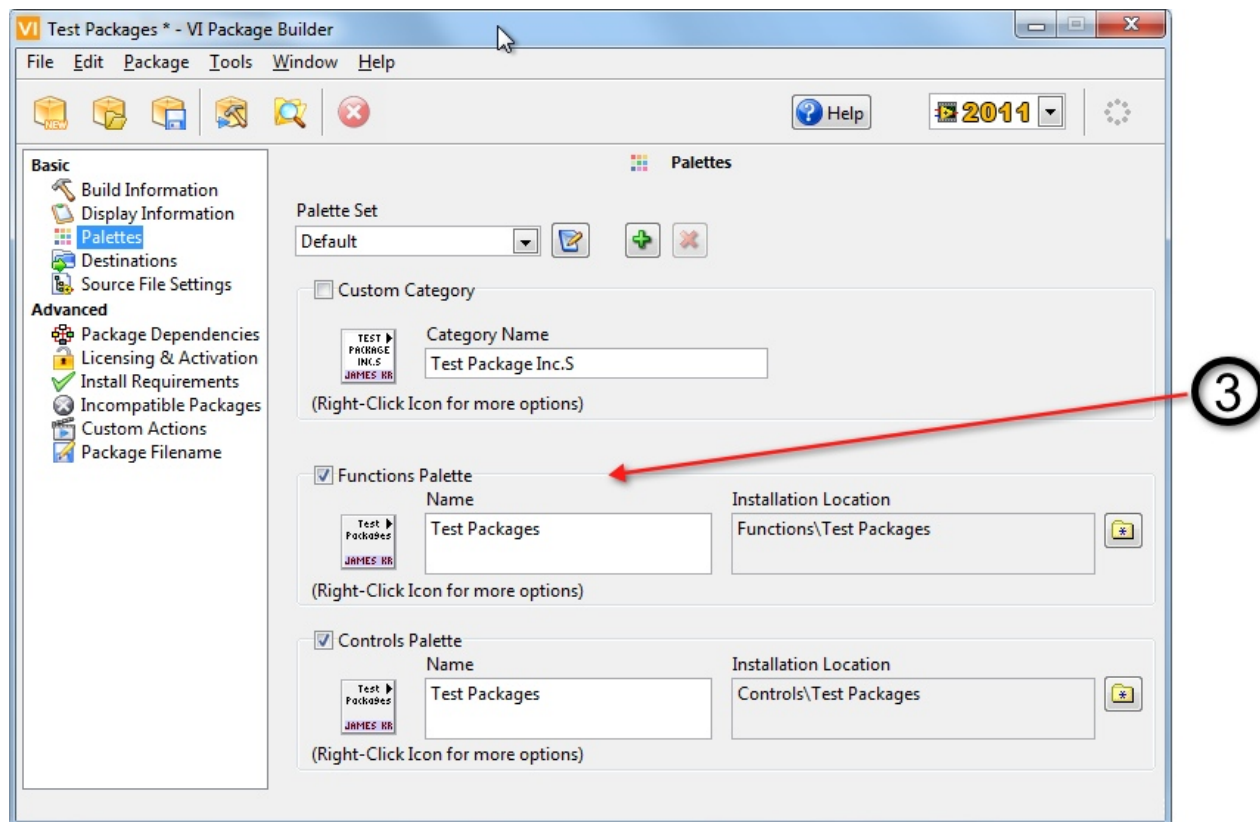 VI Test Packages * - VI Package Builder
File Edit Package Tools Window Help
NEW Help 2011
Basic
Build Information
Display Information
Palettes
Destinations
Source File Settings
Advanced
Package Dependencies
Licensing & Activation
Install Requirements
Incompatible Packages
Custom Actions
Package Filename
Palettes
Palette Set
Default
Custom Category
TEST
PACKAGE
INC.S
JAMES KR
Category Name
Test Package Inc.S
(Right-Click Icon for more options)
3
Functions Palette
Name
Installation Location
Test
Packages
JAMES KR
Test Packages
Functions\Test Packages
(Right-Click Icon for more options)
Controls Palette
Name
Installation Location
Test
Packages
JAMES KR
Test Packages
Controls\Test Packages
(Right-Click Icon for more options)